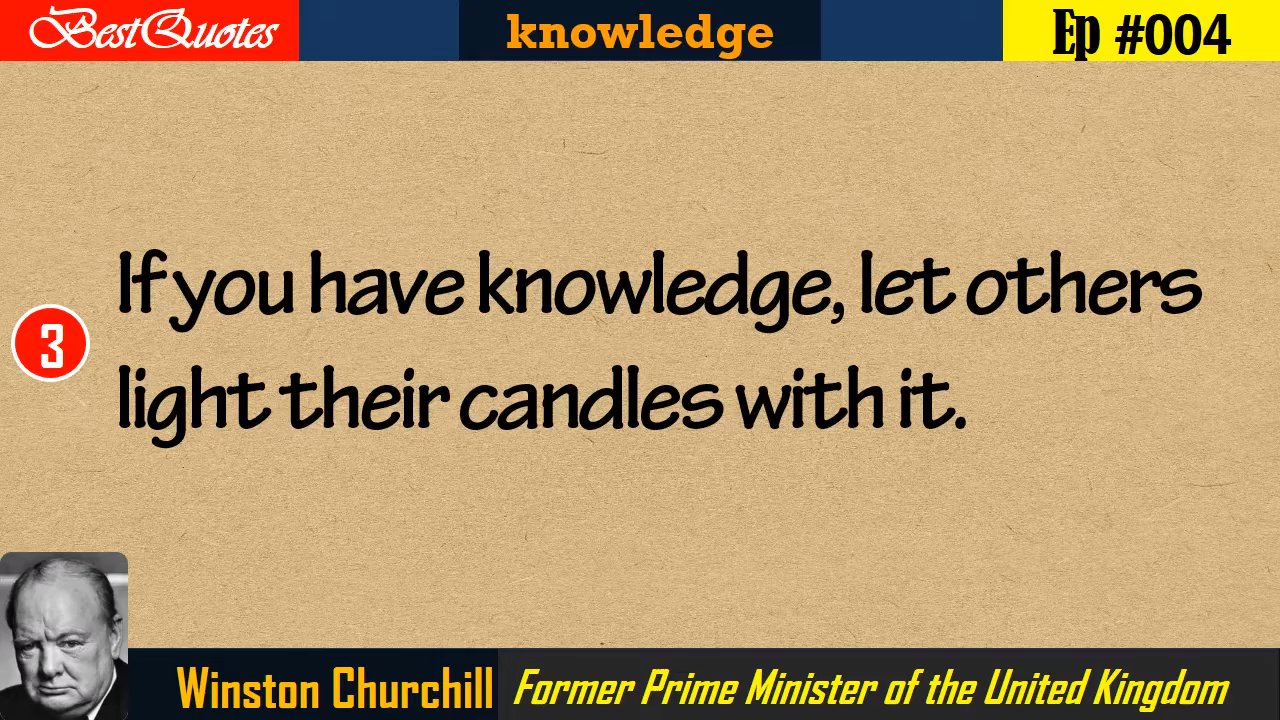 BestQuotes
knowledge
Ep #004
If you have knowledge, let others
3
light their candles with it.
Winston Churchill
Former Prime Minister of the United Kingdom